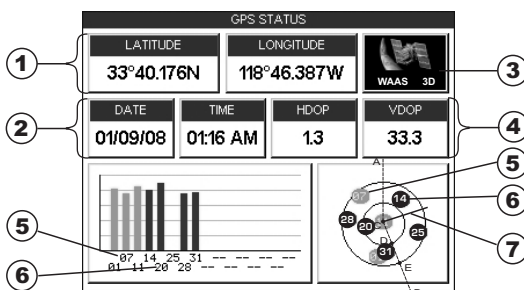 GPS STATUS
LATITUDE LONGITUDE
33°40.176N 118°46.387W
WAAS 3D
1
3
DATE TIME HDOP VDOP
01/09/08 01:16 AM 1.3 33.3
2
4
A
5
07 14
6
28 20 25
7
31
D
E
5
07 14 25 31 -- -- -- --
6
01 11 20 28 -- -- -- --